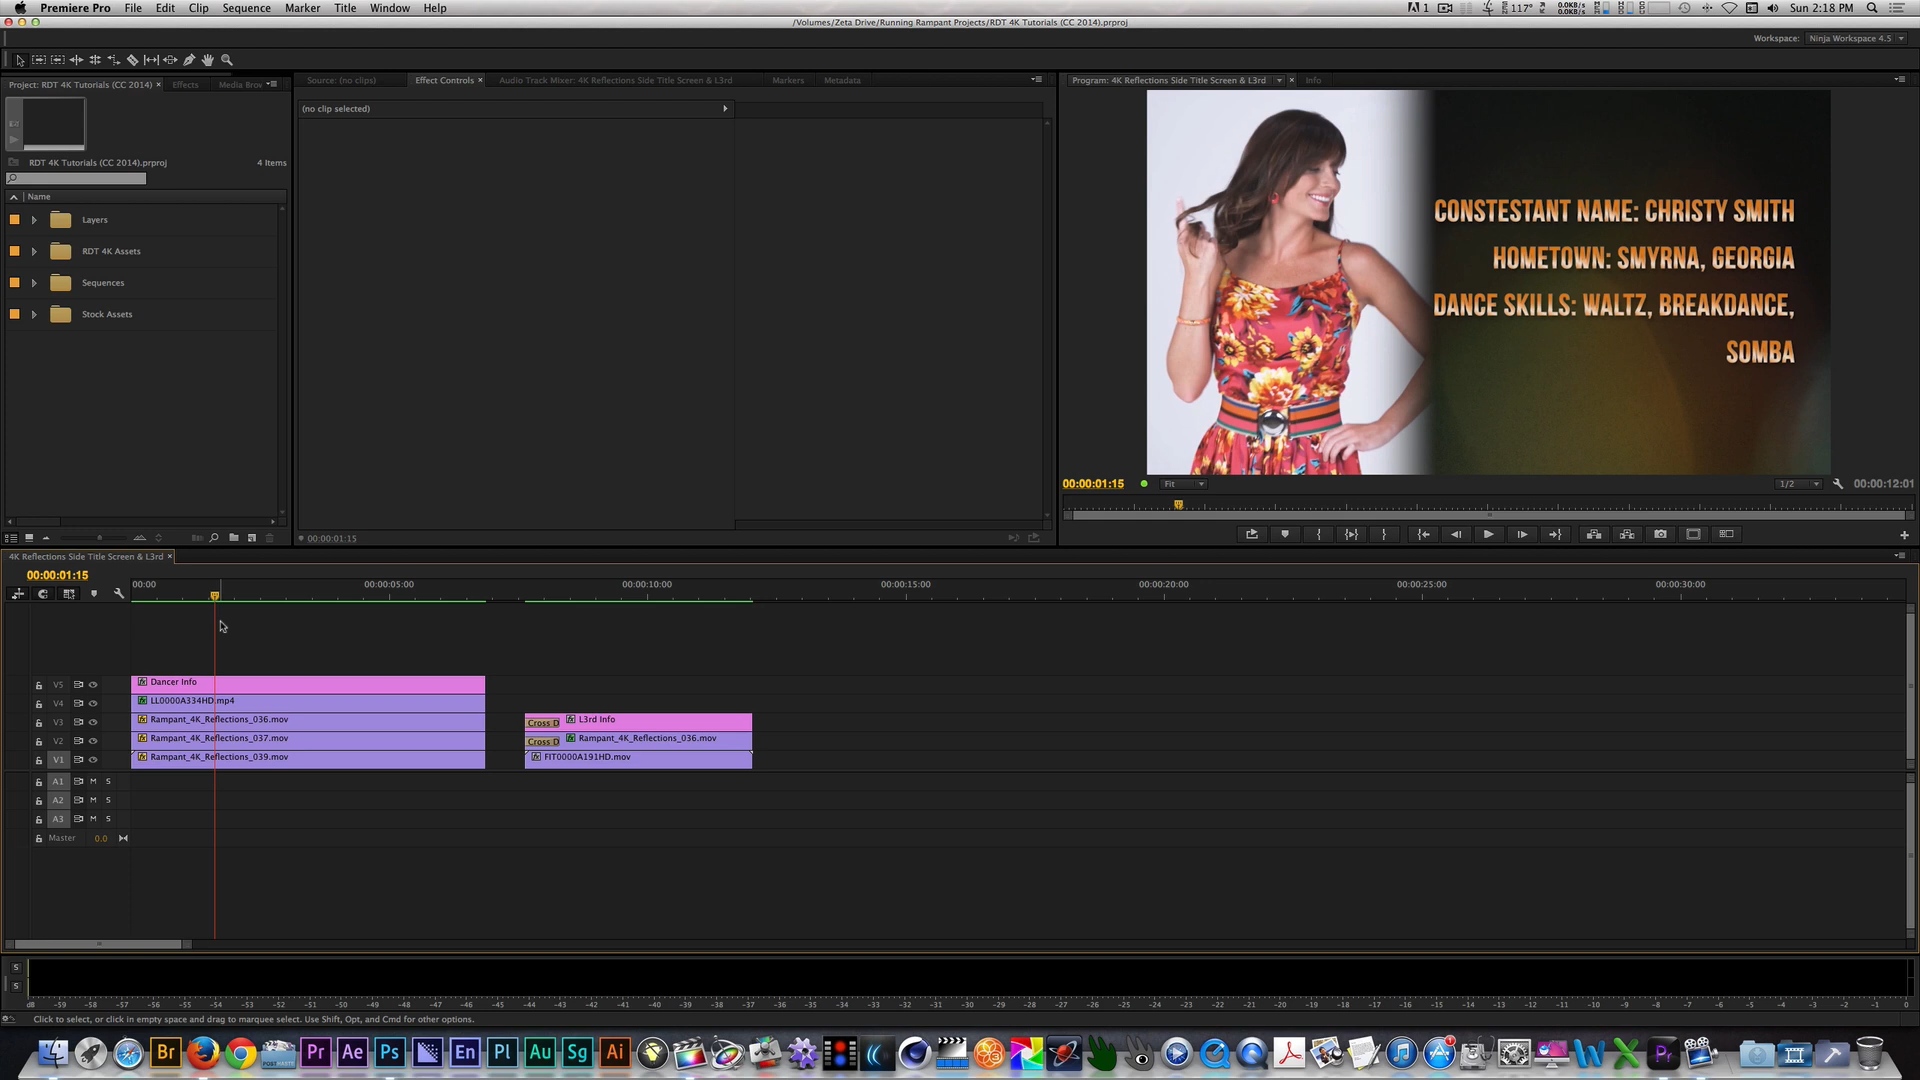 Premiere Pro File Edit Clip Sequence Marker Title Window Help
1 117° 0.0KB/s 0.0KB/s Sun 2:18 PM
/Volumes/Zeta Drive/Running Rampant Projects/RDT 4K Tutorials (CC 2014).prproj
Workspace: Ninja Workspace 4.5
Project: RDT 4K Tutorials (CC 2014) × Effects Media Brov
Source: (no clips) Effect Controls × Audio Track Mixer: 4K Reflections Side Title Screen & L3rd Markers Metadata
Program: 4K Reflections Side Title Screen & L3rd × Info
(no clip selected)
RDT 4K Tutorials (CC 2014).prproj 4 Items
Name
Layers
RDT 4K Assets
Sequences
Stock Assets
CONSTESTANT NAME: CHRISTY SMITH
HOMETOWN: SMYRNA, GEORGIA
DANCE SKILLS: WALTZ, BREAKDANCE,
SOMBA
00:00:01:15 Fit 1/2 00:00:12:01
00:00:01:15
4K Reflections Side Title Screen & L3rd ×
00:00:01:15
00:00 00:00:05:00 00:00:10:00 00:00:15:00 00:00:20:00 00:00:25:00 00:00:30:00
V5 Dancer Info
V4 LL0000A334HD.mp4
V3 Rampant_4K_Reflections_036.mov Cross D L3rd Info
V2 Rampant_4K_Reflections_037.mov Cross D Rampant_4K_Reflections_036.mov
V1 Rampant_4K_Reflections_039.mov FIT0000A191HD.mov
A1 M S
A2 M S
A3 M S
Master 0.0
S
S
dB -59 -58 -57 -56 -55 -54 -53 -52 -51 -50 -49 -48 -47 -46 -45 -44 -43 -42 -41 -40 -39 -38 -37 -36 -35 -34 -33 -32 -31 -30 -29 -28 -27 -26 -25 -24 -23 -22 -21 -20 -19 -18 -17 -16 -15 -14 -13 -12 -11 -10 -9 -8 -7 -6 -5 -4 -3 -2 -1 0
Click to select, or click in empty space and drag to marquee select. Use Shift, Opt, and Cmd for other options.
Br Pr Ae Ps En Pl Au Sg Ai W X Pr